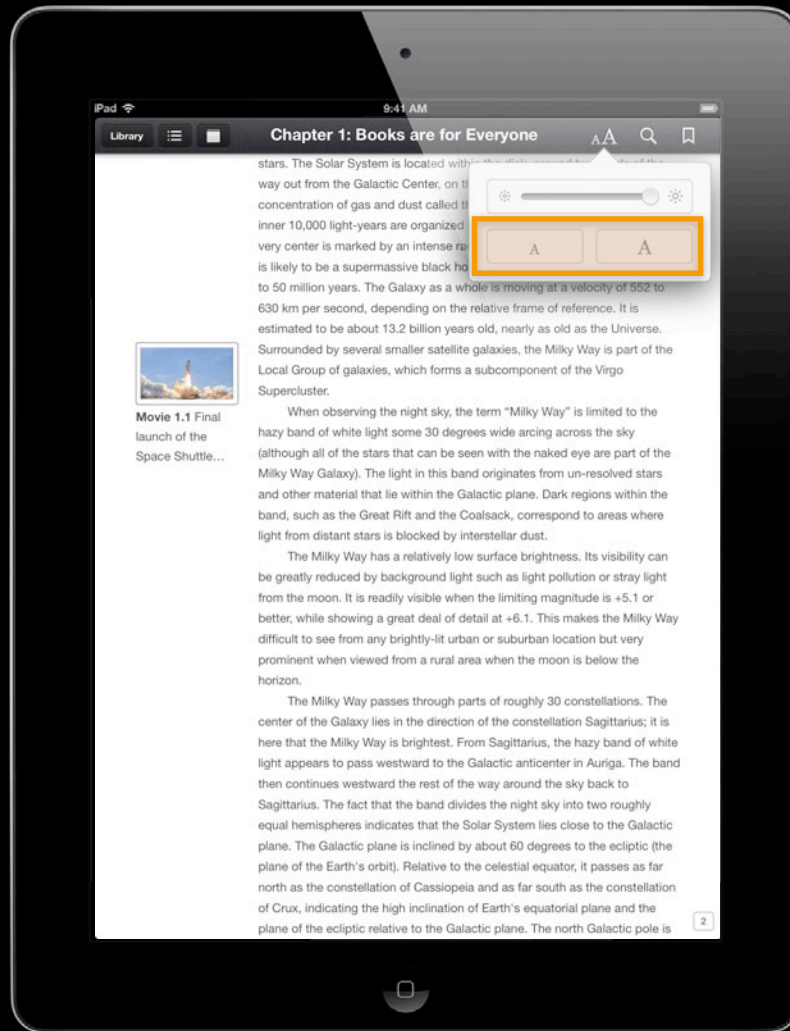 iPad
9:41 AM
Library
Chapter 1: Books are for Everyone
AA
stars. The Solar System is located within the disk, around two thirds of the
way out from the Galactic Center, on th
concentration of gas and dust called th
inner 10,000 light-years are organized
very center is marked by an intense ra
A
A
is likely to be a supermassive black ho
to 50 million years. The Galaxy as a whole is moving at a velocity of 552 to
630 km per second, depending on the relative frame of reference. It is
estimated to be about 13.2 billion years old, nearly as old as the Universe.
Surrounded by several smaller satellite galaxies, the Milky Way is part of the
Local Group of galaxies, which forms a subcomponent of the Virgo
Supercluster.
Movie 1.1 Final
launch of the
Space Shuttle...
When observing the night sky, the term “Milky Way” is limited to the
hazy band of white light some 30 degrees wide arcing across the sky
(although all of the stars that can be seen with the naked eye are part of the
Milky Way Galaxy). The light in this band originates from un-resolved stars
and other material that lie within the Galactic plane. Dark regions within the
band, such as the Great Rift and the Coalsack, correspond to areas where
light from distant stars is blocked by interstellar dust.
The Milky Way has a relatively low surface brightness. Its visibility can
be greatly reduced by background light such as light pollution or stray light
from the moon. It is readily visible when the limiting magnitude is +5.1 or
better, while showing a great deal of detail at +6.1. This makes the Milky Way
difficult to see from any brightly-lit urban or suburban location but very
prominent when viewed from a rural area when the moon is below the
horizon.
The Milky Way passes through parts of roughly 30 constellations. The
center of the Galaxy lies in the direction of the constellation Sagittarius; it is
here that the Milky Way is brightest. From Sagittarius, the hazy band of white
light appears to pass westward to the Galactic anticenter in Auriga. The band
then continues westward the rest of the way around the sky back to
Sagittarius. The fact that the band divides the night sky into two roughly
equal hemispheres indicates that the Solar System lies close to the Galactic
plane. The Galactic plane is inclined by about 60 degrees to the ecliptic (the
plane of the Earth's orbit). Relative to the celestial equator, it passes as far
north as the constellation of Cassiopeia and as far south as the constellation
of Crux, indicating the high inclination of Earth's equatorial plane and the
plane of the ecliptic relative to the Galactic plane. The north Galactic pole is
2